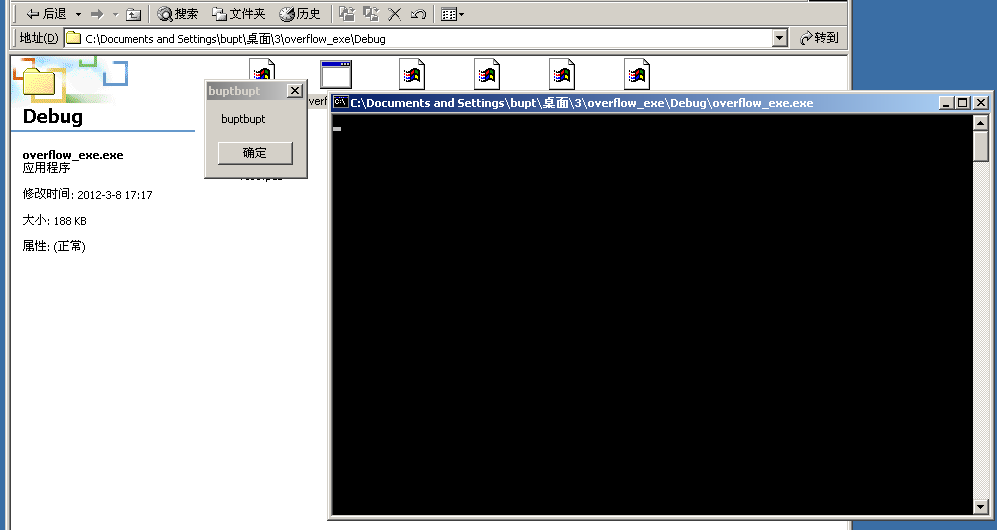 后退 搜索 文件夹 历史
地址(D) C:\Documents and Settings\bupt\桌面\3\overflow_exe\Debug 转到
buptbupt
buptbupt
确定
C:\Documents and Settings\bupt\桌面\3\overflow_exe\Debug\overflow_exe.exe
Debug
overflow_exe.exe
应用程序
修改时间: 2012-3-8 17:17
大小: 188 KB
属性: (正常)